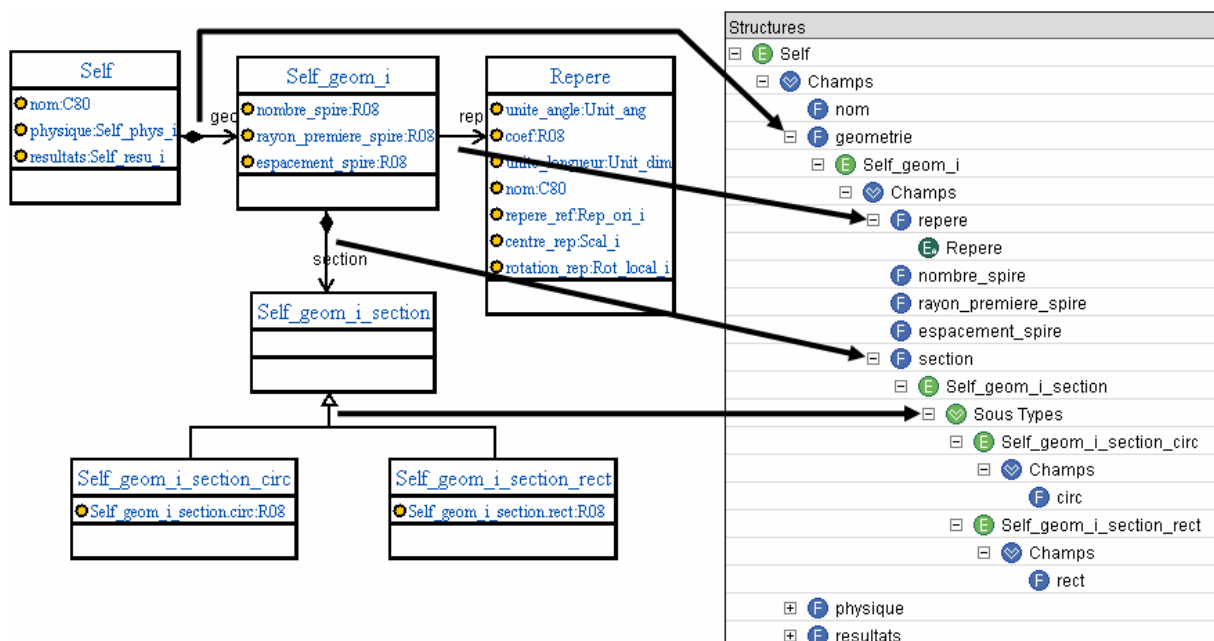 Self
nom:C80
physique:Self_phys_i
resultats:Self_resu_i
geo
Self_geom_i
nombre_spire:R08
rayon_premiere_spire:R08
espacement_spire:R08
rep
Repere
unite_angle:Unit_ang
coef:R08
unite_longueur:Unit_dim
nom:C80
repere_ref:Rep_ori_i
centre_rep:Scal_i
rotation_rep:Rot_local_i
section
Self_geom_i_section
Self_geom_i_section_circ
Self_geom_i_section.circ:R08
Self_geom_i_section_rect
Self_geom_i_section.rect:R08
Structures
E Self
Champs
F nom
F geometrie
E Self_geom_i
Champs
F repere
ER Repere
F nombre_spire
F rayon_premiere_spire
F espacement_spire
F section
E Self_geom_i_section
Sous Types
E Self_geom_i_section_circ
Champs
F circ
E Self_geom_i_section_rect
Champs
F rect
F physique
F resultats